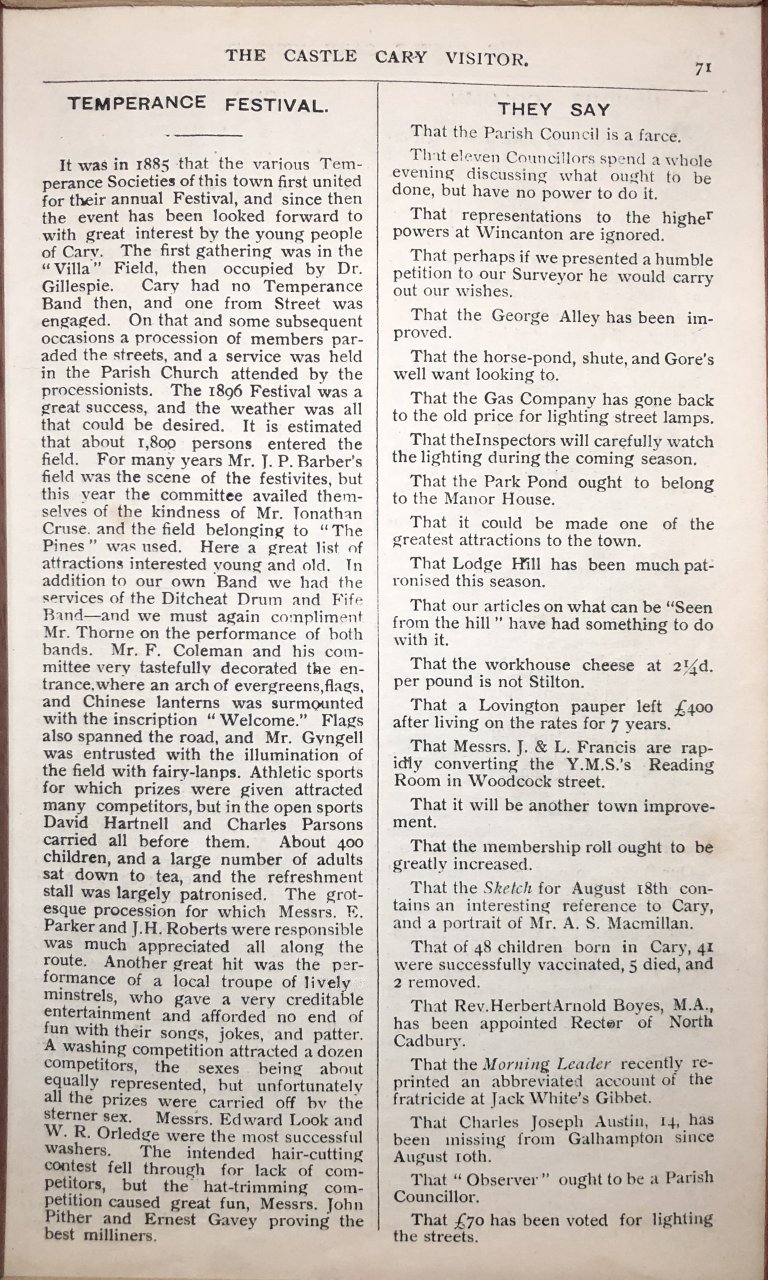 THE CASTLE CARY VISITOR.
71
TEMPERANCE FESTIVAL.
It was in 1885 that the various Tem-
perance Societies of this town first united
for their annual Festival, and since then
the event has been looked forward to
with great interest by the young people
of Cary. The first gathering was in the
"Villa" Field, then occupied by Dr.
Gillespie. Cary had no Temperance
Band then, and one from Street was
engaged. On that and some subsequent
occasions a procession of members par-
aded the streets, and a service was held
in the Parish Church attended by the
processionists. The 1896 Festival was a
great success, and the weather was all
that could be desired. It is estimated
that about 1,800 persons entered the
field. For many years Mr. J. P. Barber's
field was the scene of the festivites, but
this year the committee availed them-
selves of the kindness of Mr. Jonathan
Cruse. and the field belonging to "The
Pines" was used. Here a great list of
attractions interested young and old. In
addition to our own Band we had the
services of the Ditcheat Drum and Fife
Band—and we must again compliment
Mr. Thorne on the performance of both
bands. Mr. F. Coleman and his com-
mittee very tastefully decorated the en-
trance,where an arch of evergreens,flags,
and Chinese lanterns was surmounted
with the inscription "Welcome." Flags
also spanned the road, and Mr. Gyngell
was entrusted with the illumination of
the field with fairy-lanps. Athletic sports
for which prizes were given attracted
many competitors, but in the open sports
David Hartnell and Charles Parsons
carried all before them. About 400
children, and a large number of adults
sat down to tea, and the refreshment
stall was largely patronised. The grot-
esque procession for which Messrs. E.
Parker and J.H. Roberts were responsible
was much appreciated all along the
route. Another great hit was the per-
formance of a local troupe of lively
minstrels, who gave a very creditable
entertainment and afforded no end of
fun with their songs, jokes, and patter.
A washing competition attracted a dozen
competitors, the sexes being about
equally represented, but unfortunately
all the prizes were carried off by the
sterner sex. Messrs. Edward Look and
W. R. Orledge were the most successful
washers. The intended hair-cutting
contest fell through for lack of com-
petitors, but the hat-trimming com-
petition caused great fun, Messrs. John
Pither and Ernest Gavey proving the
best milliners.
THEY SAY
That the Parish Council is a farce.
That eleven Councillors spend a whole
evening discussing what ought to be
done, but have no power to do it.
That representations to the higher
powers at Wincanton are ignored.
That perhaps if we presented a humble
petition to our Surveyor he would carry
out our wishes.
That the George Alley has been im-
proved.
That the horse-pond, shute, and Gore's
well want looking to.
That the Gas Company has gone back
to the old price for lighting street lamps.
That theInspectors will carefully watch
the lighting during the coming season.
That the Park Pond ought to belong
to the Manor House.
That it could be made one of the
greatest attractions to the town.
That Lodge Hill has been much pat-
ronised this season.
That our articles on what can be "Seen
from the hill" have had something to do
with it.
That the workhouse cheese at 2¼d.
per pound is not Stilton.
That a Lovington pauper left £400
after living on the rates for 7 years.
That Messrs. J. & L. Francis are rap-
idly converting the Y.M.S.'s Reading
Room in Woodcock street.
That it will be another town improve-
ment.
That the membership roll ought to be
greatly increased.
That the Sketch for August 18th con-
tains an interesting reference to Cary,
and a portrait of Mr. A. S. Macmillan.
That of 48 children born in Cary, 41
were successfully vaccinated, 5 died, and
2 removed.
That Rev.HerbertArnold Boyes, M.A.,
has been appointed Rector of North
Cadbury.
That the Morning Leader recently re-
printed an abbreviated account of the
fratricide at Jack White's Gibbet.
That Charles Joseph Austin, 14, has
been missing from Galhampton since
August 10th.
That "Observer" ought to be a Parish
Councillor.
That £70 has been voted for lighting
the streets.